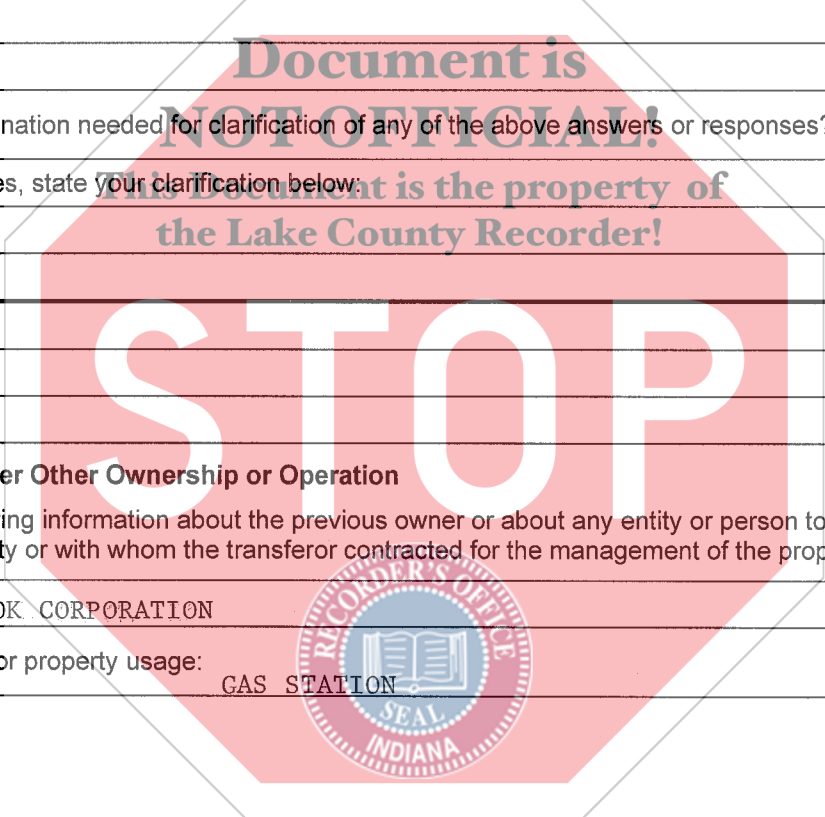 Document is
NOT OFFICIAL!
nation needed for clarification of any of the above answers or responses?
es, state your clarification below:
This Document is the property of
the Lake County Recorder!
STOP
er Other Ownership or Operation
ing information about the previous owner or about any entity or person to
ty or with whom the transferor contracted for the management of the prop
OK CORPORATION
or property usage:
GAS STATION
RECORDER'S OFFICE
SEAL
INDIANA